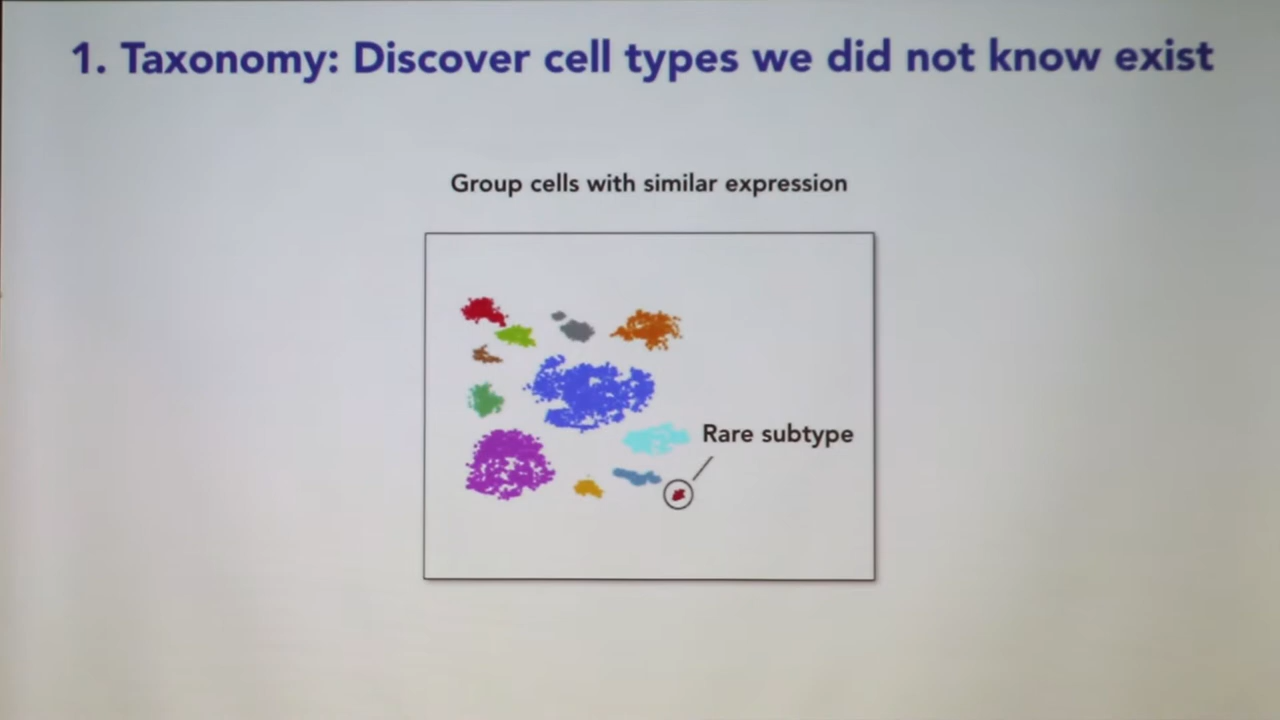 1. Taxonomy: Discover cell types we did not know exist
Group cells with similar expression
Rare subtype